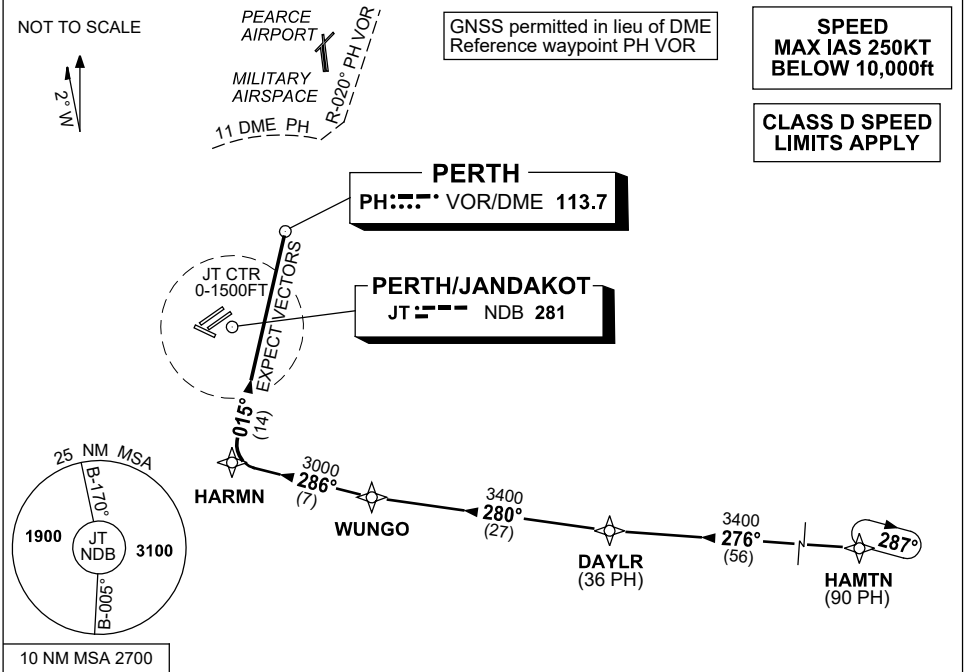 NOT TO SCALE
2° W
PEARCE
AIRPORT
MILITARY
AIRSPACE
R-020° PH VOR
11 DME PH
GNSS permitted in lieu of DME
Reference waypoint PH VOR
SPEED
MAX IAS 250KT
BELOW 10,000ft
CLASS D SPEED
LIMITS APPLY
PERTH
PH VOR/DME 113.7
JT CTR
0-1500FT
EXPECT VECTORS
PERTH/JANDAKOT
JT NDB 281
015°
(14)
HARMN
3000
286°
(7)
WUNGO
3400
280°
(27)
DAYLR
(36 PH)
3400
276°
(56)
287°
HAMTN
(90 PH)
25 NM MSA
B-170°
1900
JT
NDB
3100
B-005°
10 NM MSA 2700